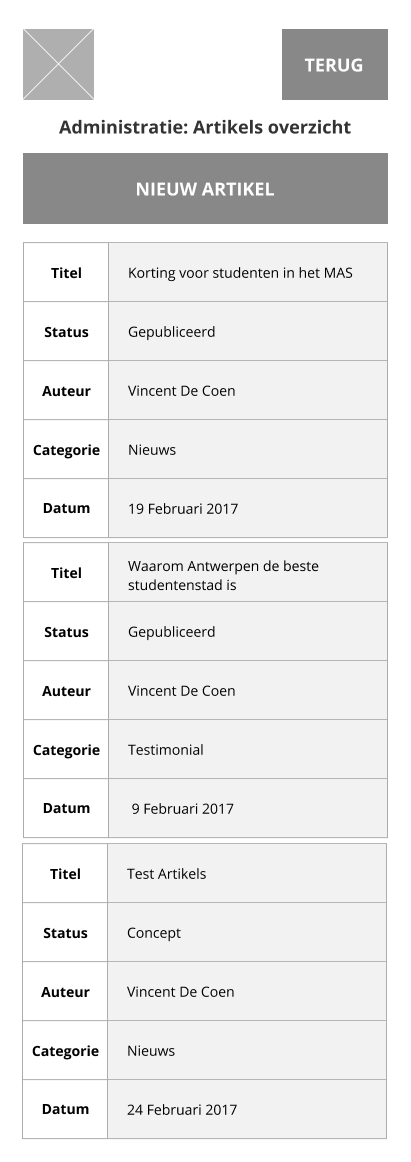 TERUG
Administratie: Artikels overzicht
NIEUW ARTIKEL
Titel Korting voor studenten in het MAS
Status Gepubliceerd
Auteur Vincent De Coen
Categorie Nieuws
Datum 19 Februari 2017
Titel Waarom Antwerpen de beste
studentenstad is
Status Gepubliceerd
Auteur Vincent De Coen
Categorie Testimonial
Datum 9 Februari 2017
Titel Test Artikels
Status Concept
Auteur Vincent De Coen
Categorie Nieuws
Datum 24 Februari 2017